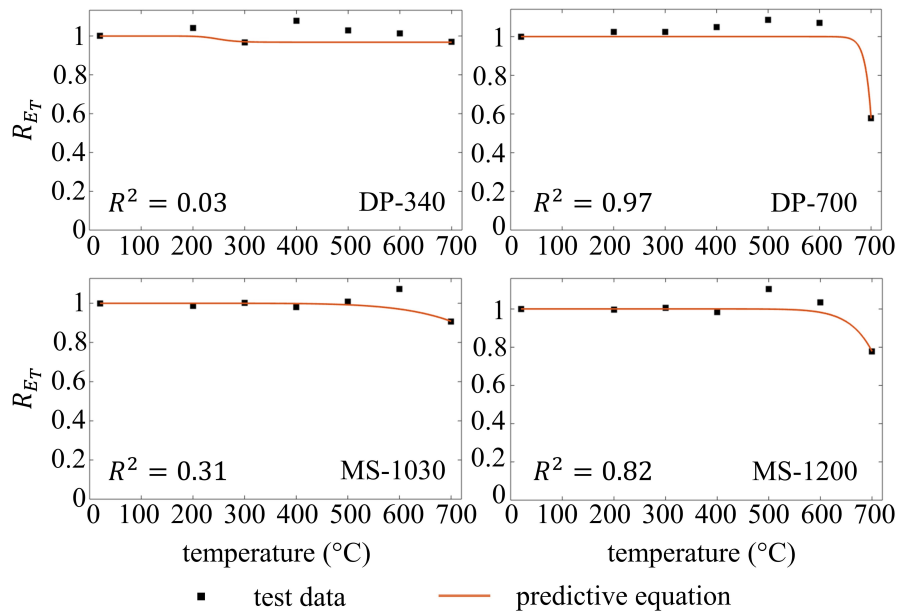 1
0.8
0.6
0.4
0.2
0
R_{E_T}
R² = 0.03
DP-340
0 100 200 300 400 500 600 700
1
0.8
0.6
0.4
0.2
0
R² = 0.97
DP-700
0 100 200 300 400 500 600 700
1
0.8
0.6
0.4
0.2
0
R_{E_T}
R² = 0.31
MS-1030
0 100 200 300 400 500 600 700
temperature (°C)
1
0.8
0.6
0.4
0.2
0
R² = 0.82
MS-1200
0 100 200 300 400 500 600 700
temperature (°C)
test data
predictive equation